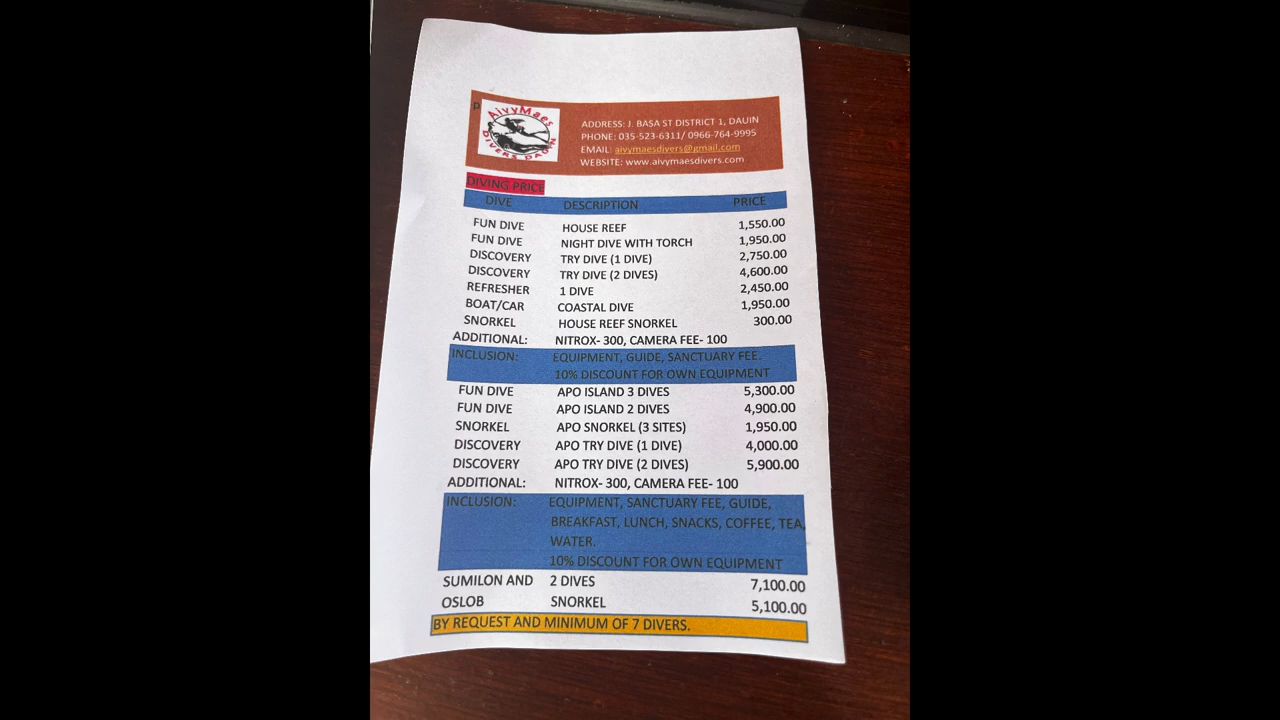 P
AivyMaes
DIVERS DAUIN
ADDRESS: J. BASA ST DISTRICT 1, DAUIN
PHONE: 035-523-6311/ 0966-764-9995
EMAIL: aivymaesdivers@gmail.com
WEBSITE: www.aivymaesdivers.com
DIVING PRICE
DIVE DESCRIPTION PRICE
FUN DIVE HOUSE REEF 1,550.00
FUN DIVE NIGHT DIVE WITH TORCH 1,950.00
DISCOVERY TRY DIVE (1 DIVE) 2,750.00
DISCOVERY TRY DIVE (2 DIVES) 4,600.00
REFRESHER 1 DIVE 2,450.00
BOAT/CAR COASTAL DIVE 1,950.00
SNORKEL HOUSE REEF SNORKEL 300.00
ADDITIONAL: NITROX- 300, CAMERA FEE- 100
INCLUSION: EQUIPMENT, GUIDE, SANCTUARY FEE.
10% DISCOUNT FOR OWN EQUIPMENT
FUN DIVE APO ISLAND 3 DIVES 5,300.00
FUN DIVE APO ISLAND 2 DIVES 4,900.00
SNORKEL APO SNORKEL (3 SITES) 1,950.00
DISCOVERY APO TRY DIVE (1 DIVE) 4,000.00
DISCOVERY APO TRY DIVE (2 DIVES) 5,900.00
ADDITIONAL: NITROX- 300, CAMERA FEE- 100
INCLUSION: EQUIPMENT, SANCTUARY FEE, GUIDE,
BREAKFAST, LUNCH, SNACKS, COFFEE, TEA,
WATER.
10% DISCOUNT FOR OWN EQUIPMENT
SUMILON AND 2 DIVES 7,100.00
OSLOB SNORKEL 5,100.00
BY REQUEST AND MINIMUM OF 7 DIVERS.